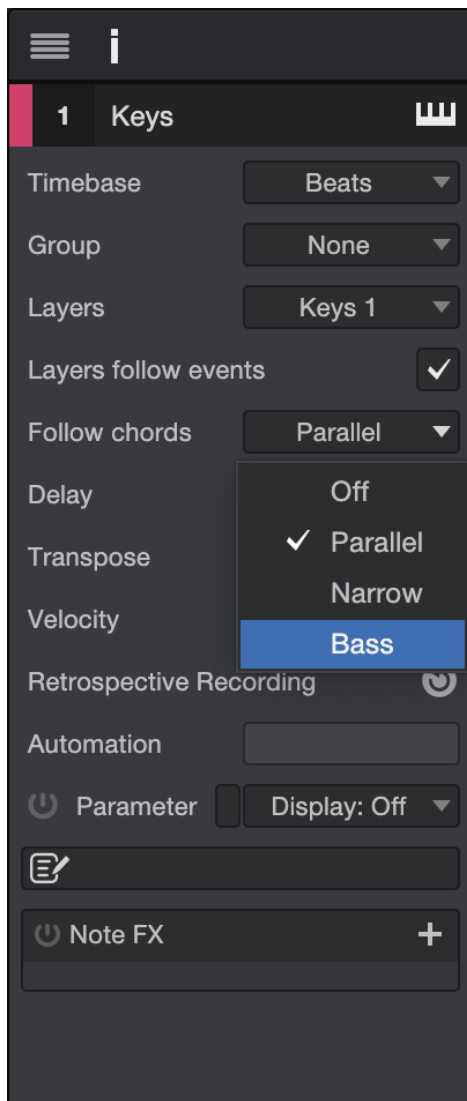 i
1 Keys
Timebase Beats
Group None
Layers Keys 1
Layers follow events
Follow chords Parallel
Delay Off
Transpose Parallel
Narrow
Velocity Bass
Retrospective Recording
Automation
Parameter Display: Off
Note FX +